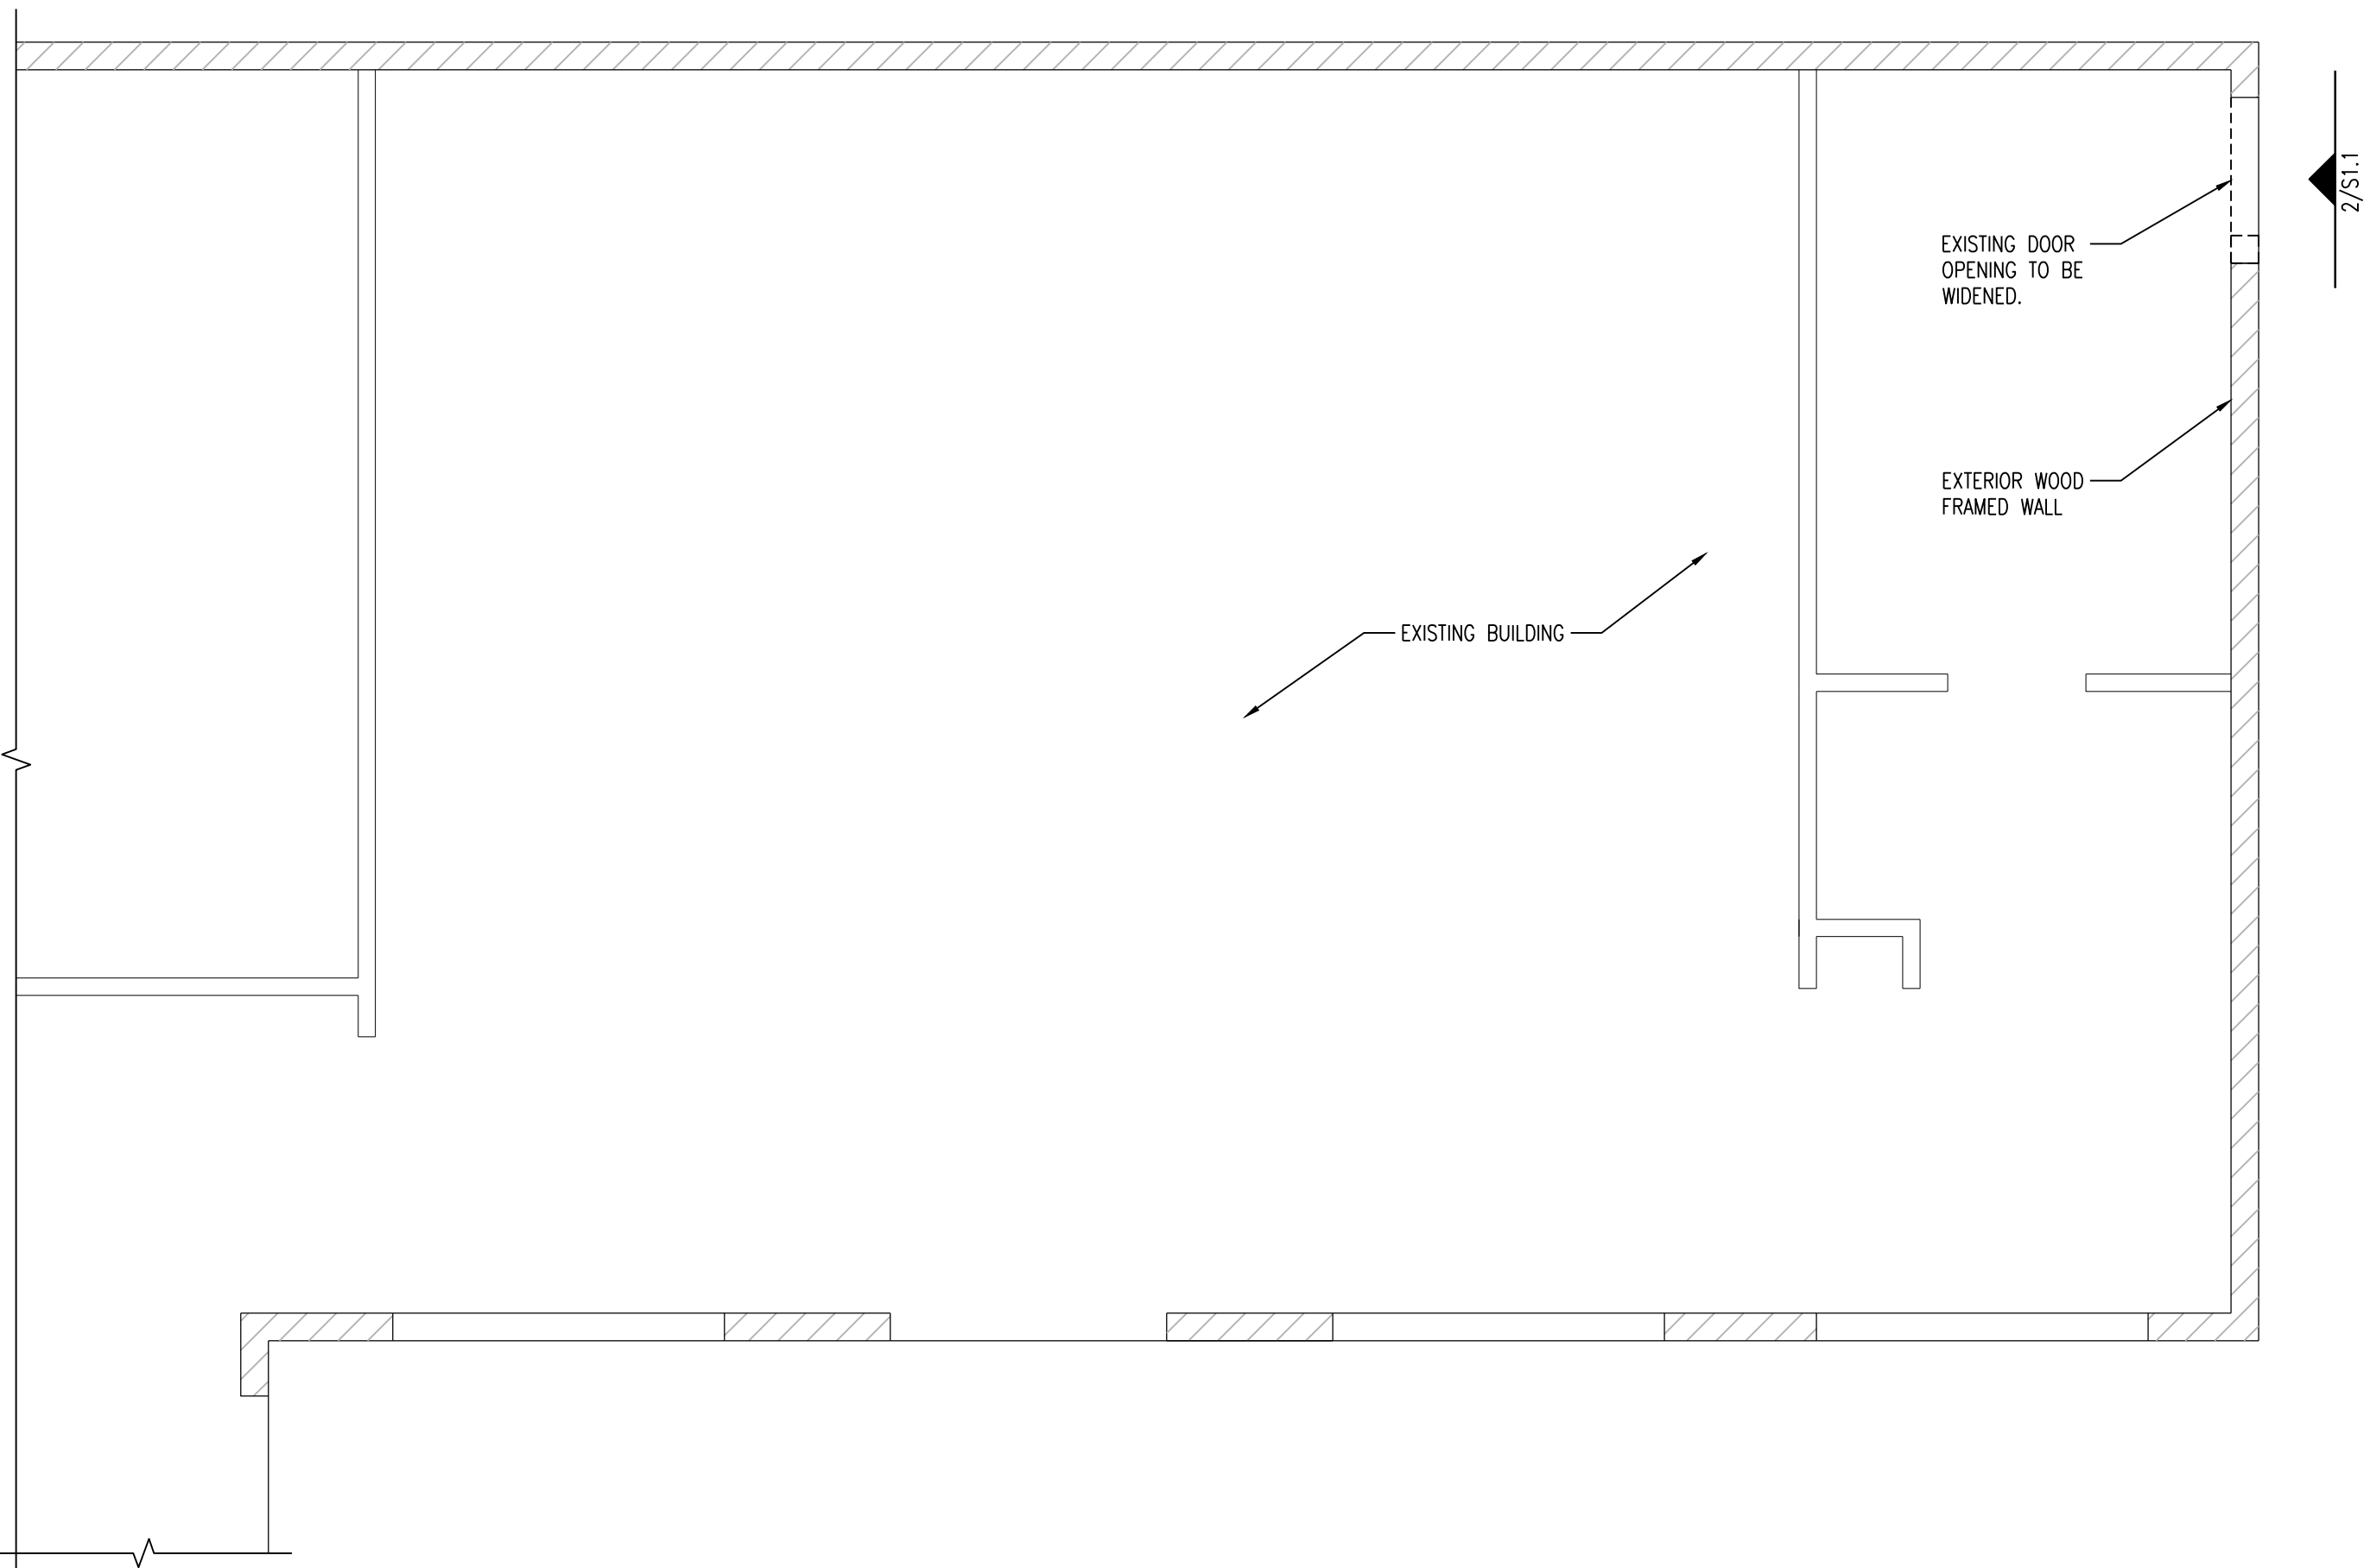 2/S1.1
EXISTING DOOR
OPENING TO BE
WIDENED.
EXTERIOR WOOD
FRAMED WALL
EXISTING BUILDING